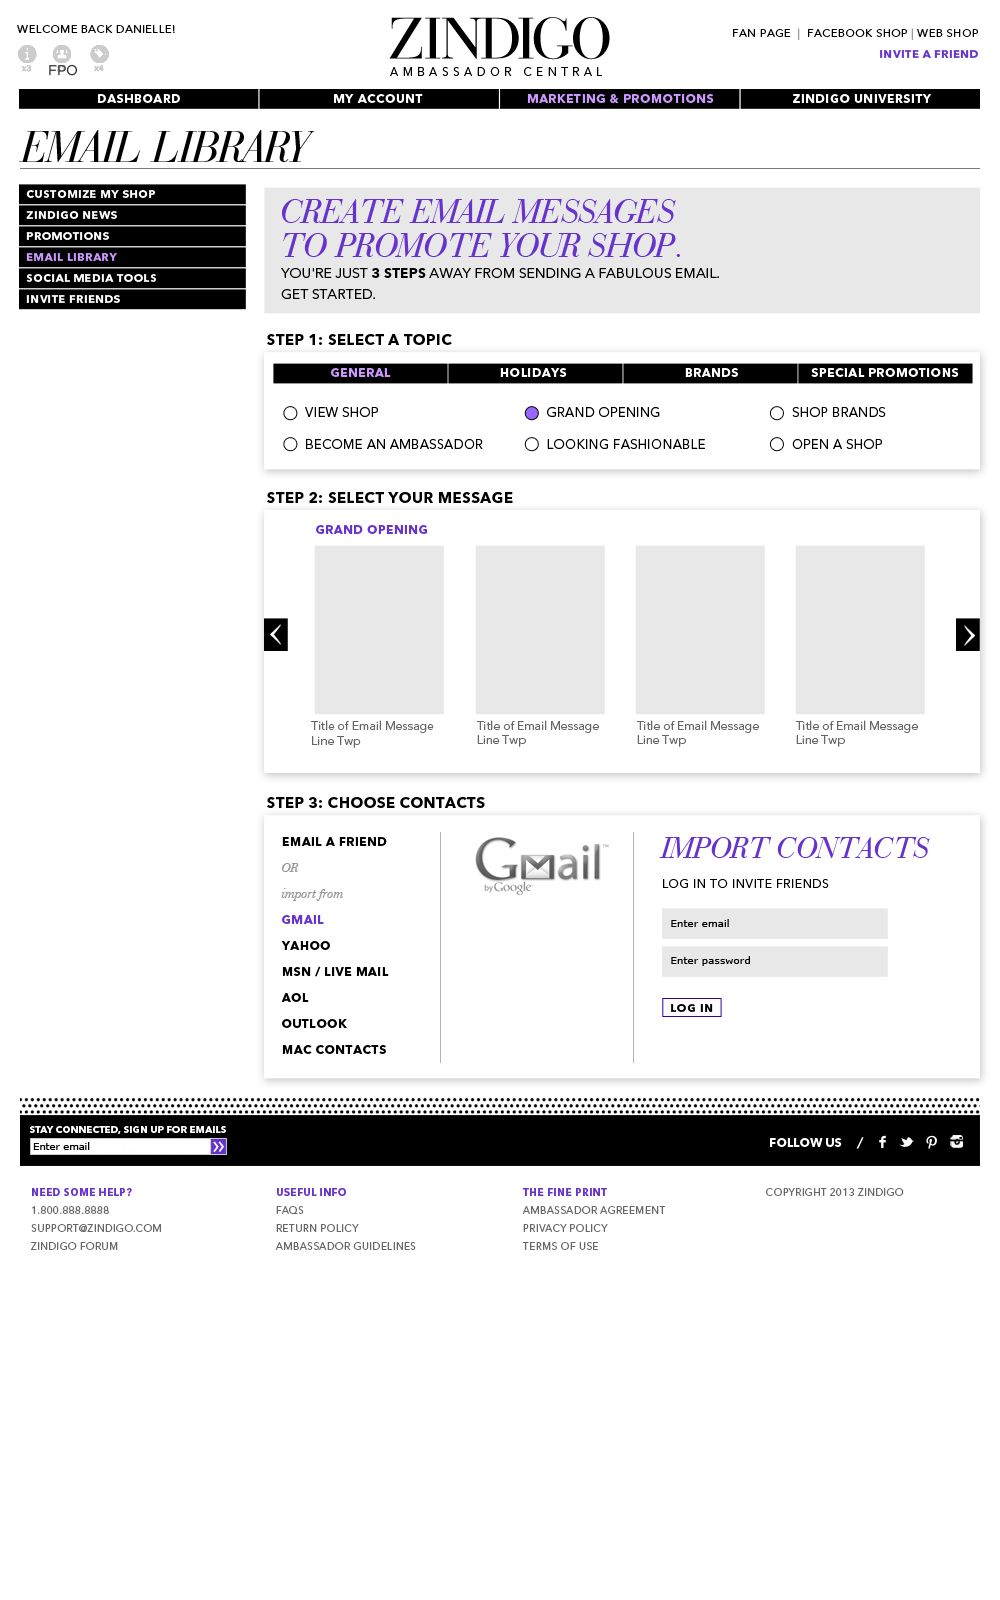 WELCOME BACK DANIELLE!
x3
FPO
x4
ZINDIGO
AMBASSADOR CENTRAL
FAN PAGE | FACEBOOK SHOP | WEB SHOP
INVITE A FRIEND
DASHBOARD
MY ACCOUNT
MARKETING & PROMOTIONS
ZINDIGO UNIVERSITY
EMAIL LIBRARY
CUSTOMIZE MY SHOP
ZINDIGO NEWS
PROMOTIONS
EMAIL LIBRARY
SOCIAL MEDIA TOOLS
INVITE FRIENDS
CREATE EMAIL MESSAGES
TO PROMOTE YOUR SHOP.
YOU'RE JUST 3 STEPS AWAY FROM SENDING A FABULOUS EMAIL.
GET STARTED.
STEP 1: SELECT A TOPIC
GENERAL
HOLIDAYS
BRANDS
SPECIAL PROMOTIONS
VIEW SHOP
GRAND OPENING
SHOP BRANDS
BECOME AN AMBASSADOR
LOOKING FASHIONABLE
OPEN A SHOP
STEP 2: SELECT YOUR MESSAGE
GRAND OPENING
Title of Email Message
Line Twp
Title of Email Message
Line Twp
Title of Email Message
Line Twp
Title of Email Message
Line Twp
STEP 3: CHOOSE CONTACTS
EMAIL A FRIEND
OR
import from
GMAIL
YAHOO
MSN / LIVE MAIL
AOL
OUTLOOK
MAC CONTACTS
Gmail™
by Google
IMPORT CONTACTS
LOG IN TO INVITE FRIENDS
Enter email
Enter password
LOG IN
STAY CONNECTED, SIGN UP FOR EMAILS
Enter email
FOLLOW US /
NEED SOME HELP?
1.800.888.8888
SUPPORT@ZINDIGO.COM
ZINDIGO FORUM
USEFUL INFO
FAQS
RETURN POLICY
AMBASSADOR GUIDELINES
THE FINE PRINT
AMBASSADOR AGREEMENT
PRIVACY POLICY
TERMS OF USE
COPYRIGHT 2013 ZINDIGO